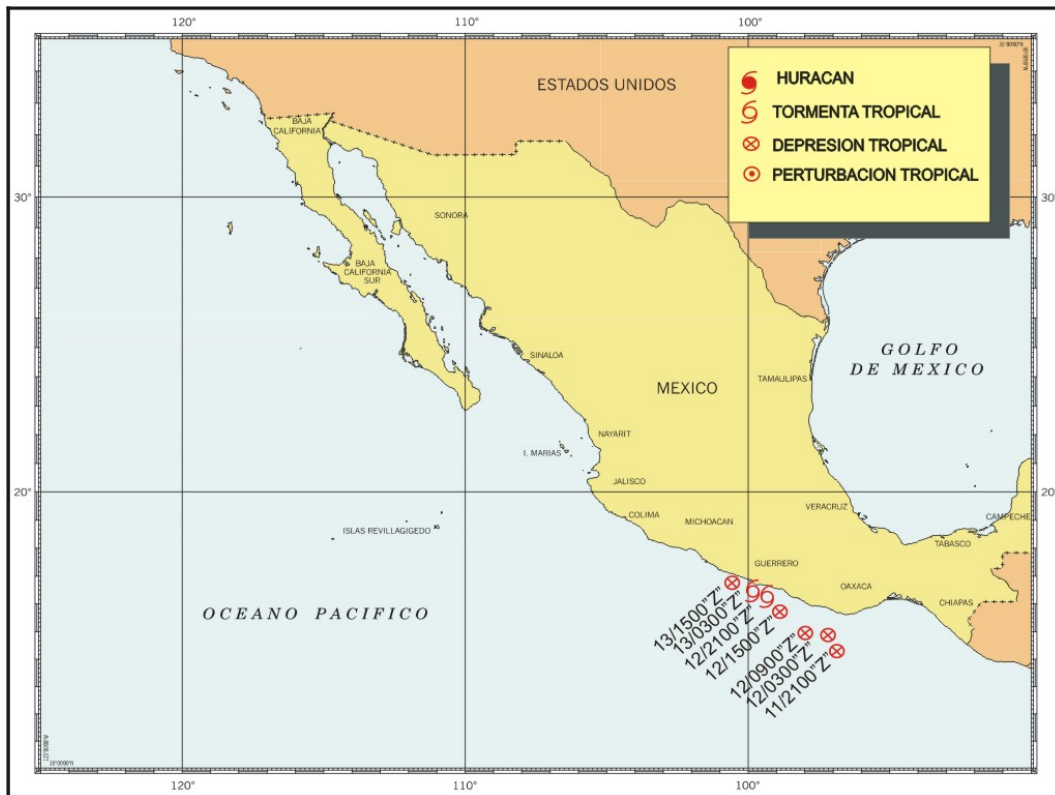 120°
110°
100°
ESTADOS UNIDOS
HURACAN
TORMENTA TROPICAL
DEPRESION TROPICAL
PERTURBACION TROPICAL
BAJA
CALIFORNIA
30°
30°
SONORA
BAJA
CALIFORNIA
SUR
SINALOA
GOLFO
DE MEXICO
MEXICO
TAMAULIPAS
NAYARIT
I. MARIAS
JALISCO
20°
20°
COLIMA
MICHOACAN
VERACRUZ
CAMPECHE
ISLAS REVILLAGIGEDO
TABASCO
GUERRERO
OAXACA
CHIAPAS
OCEANO PACIFICO
13/1500"Z"
13/0300"Z"
12/2100"Z"
12/1500"Z"
12/0900"Z"
12/0300"Z"
11/2100"Z"
120°
110°
100°